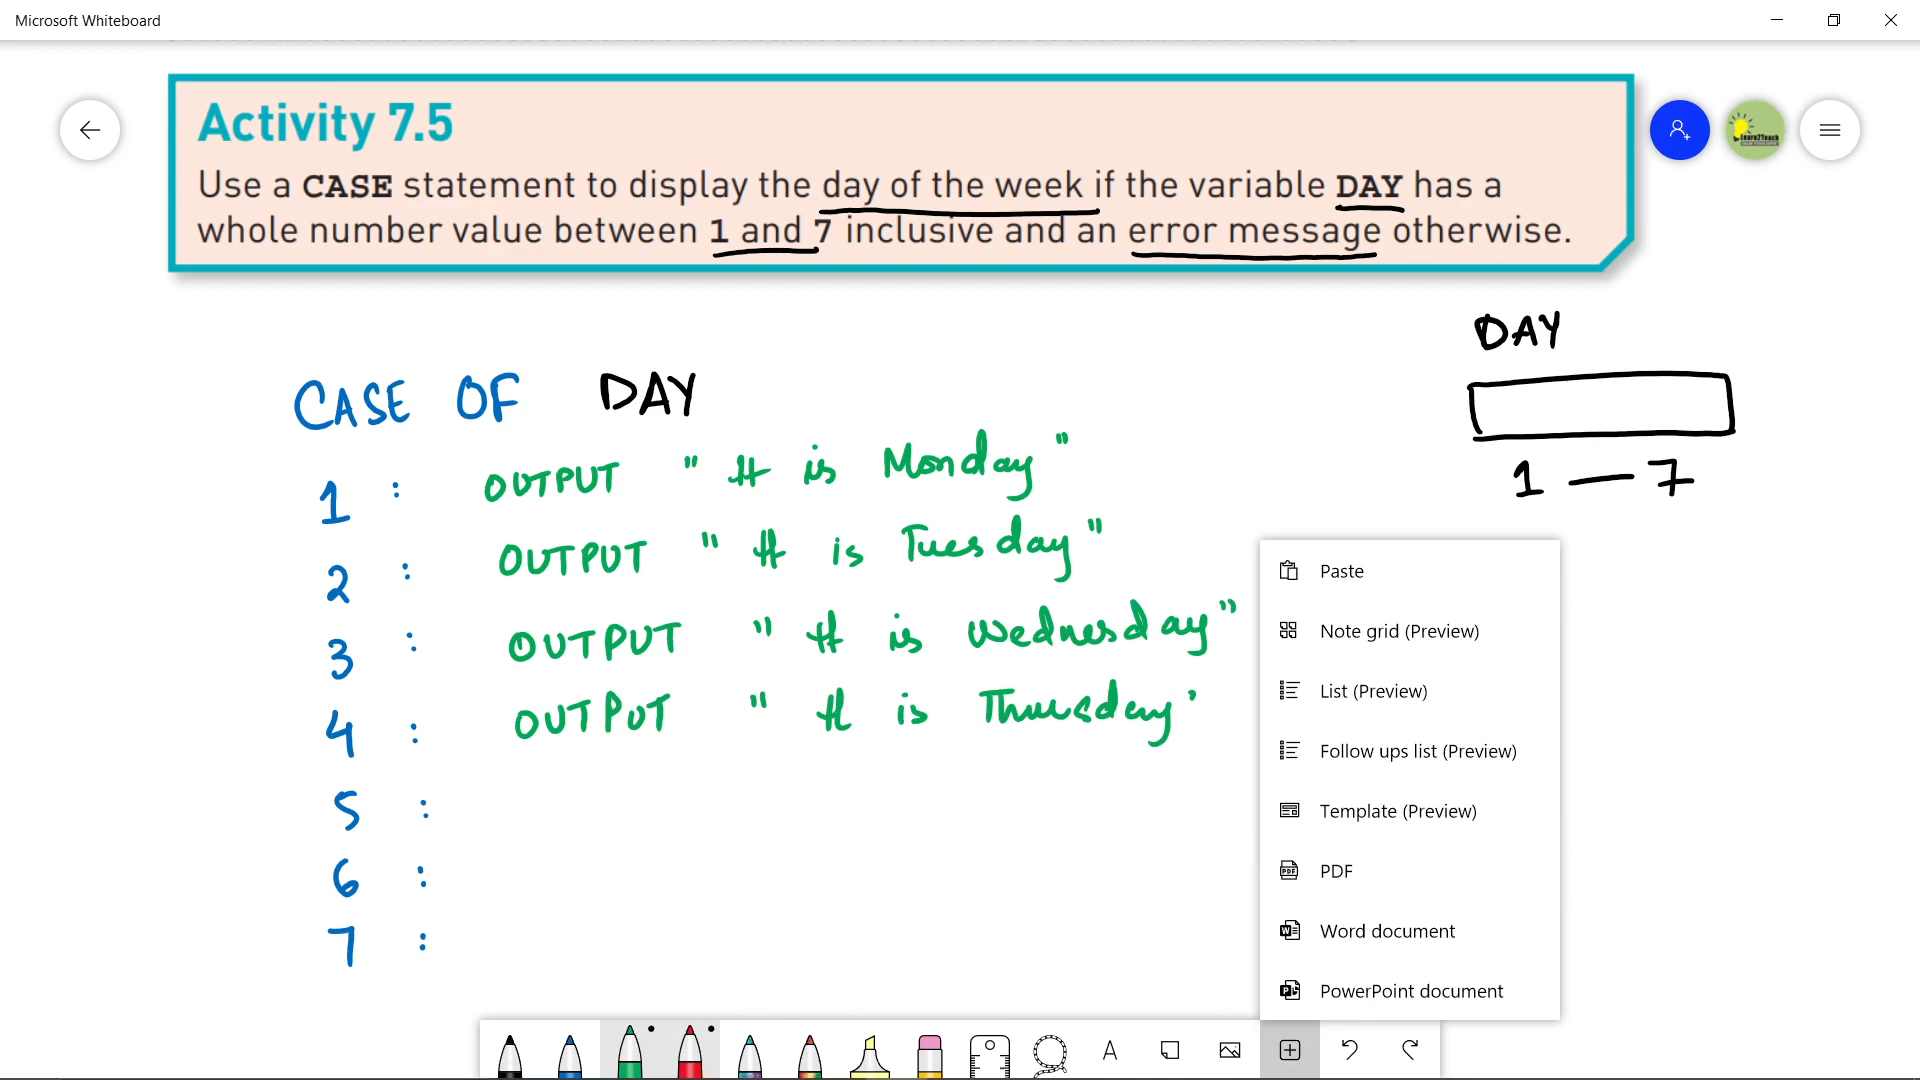 Microsoft Whiteboard
Activity 7.5
Use a CASE statement to display the day of the week if the variable DAY has a
whole number value between 1 and 7 inclusive and an error message otherwise.
DAY
1 — 7
CASE OF DAY
1 : OUTPUT " It is Monday "
2 : OUTPUT " It is Tuesday "
3 : OUTPUT " It is Wednesday "
4 : OUTPUT " It is Thursday '
5 :
6 :
7 :
Paste
Note grid (Preview)
List (Preview)
Follow ups list (Preview)
Template (Preview)
PDF
Word document
PowerPoint document
Learn2Teach
A